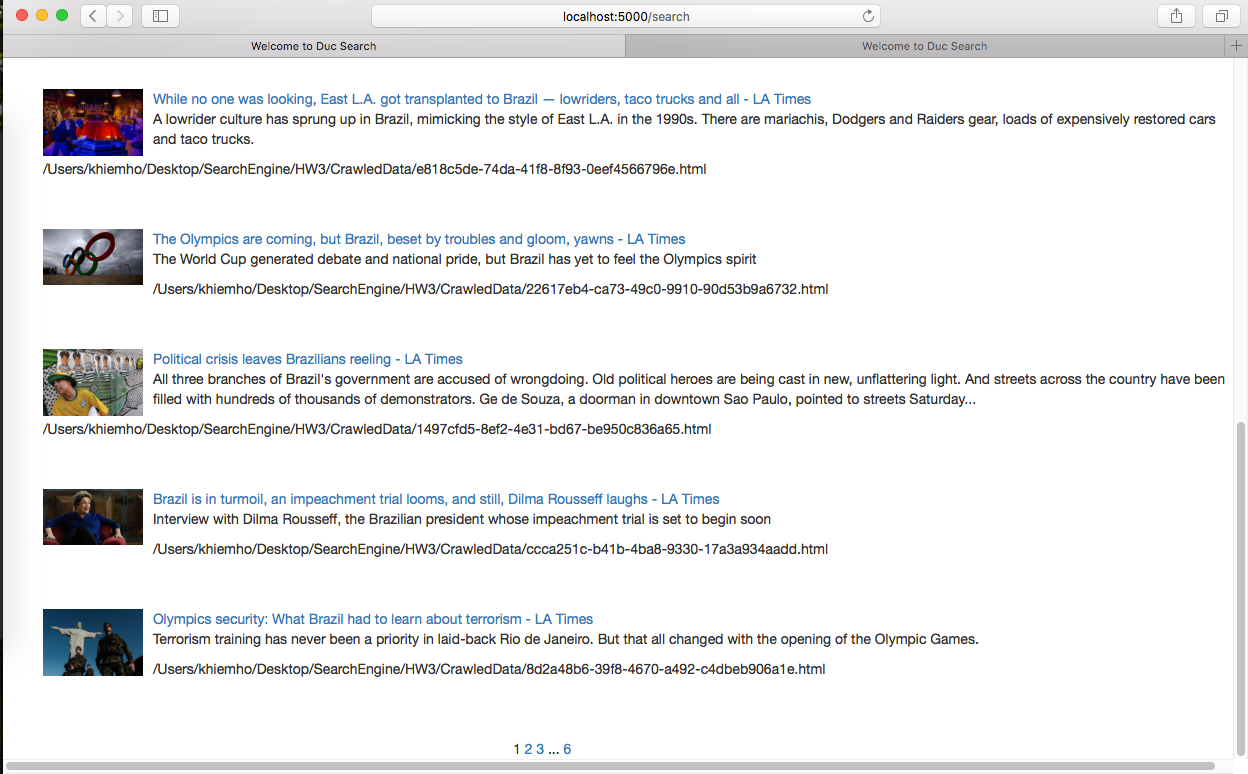 localhost:5000/search
Welcome to Duc Search
Welcome to Duc Search
While no one was looking, East L.A. got transplanted to Brazil — lowriders, taco trucks and all - LA Times
A lowrider culture has sprung up in Brazil, mimicking the style of East L.A. in the 1990s. There are mariachis, Dodgers and Raiders gear, loads of expensively restored cars
and taco trucks.
/Users/khiemho/Desktop/SearchEngine/HW3/CrawledData/e818c5de-74da-41f8-8f93-0eef4566796e.html
The Olympics are coming, but Brazil, beset by troubles and gloom, yawns - LA Times
The World Cup generated debate and national pride, but Brazil has yet to feel the Olympics spirit
/Users/khiemho/Desktop/SearchEngine/HW3/CrawledData/22617eb4-ca73-49c0-9910-90d53b9a6732.html
Political crisis leaves Brazilians reeling - LA Times
All three branches of Brazil's government are accused of wrongdoing. Old political heroes are being cast in new, unflattering light. And streets across the country have been
filled with hundreds of thousands of demonstrators. Ge de Souza, a doorman in downtown Sao Paulo, pointed to streets Saturday...
/Users/khiemho/Desktop/SearchEngine/HW3/CrawledData/1497cfd5-8ef2-4e31-bd67-be950c836a65.html
Brazil is in turmoil, an impeachment trial looms, and still, Dilma Rousseff laughs - LA Times
Interview with Dilma Rousseff, the Brazilian president whose impeachment trial is set to begin soon
/Users/khiemho/Desktop/SearchEngine/HW3/CrawledData/ccca251c-b41b-4ba8-9330-17a3a934aadd.html
Olympics security: What Brazil had to learn about terrorism - LA Times
Terrorism training has never been a priority in laid-back Rio de Janeiro. But that all changed with the opening of the Olympic Games.
/Users/khiemho/Desktop/SearchEngine/HW3/CrawledData/8d2a48b6-39f8-4670-a492-c4dbeb906a1e.html
1 2 3 ... 6